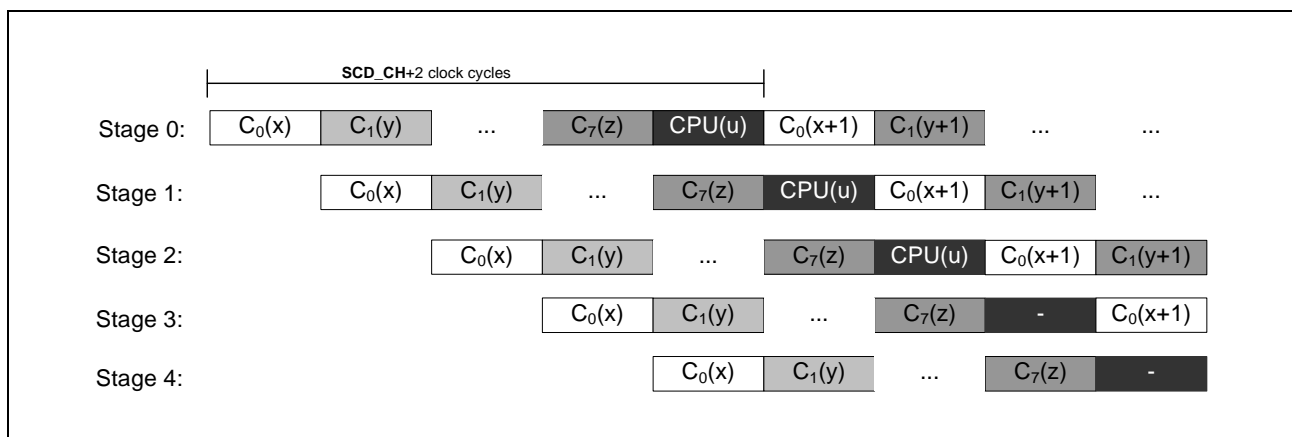 SCD_CH+2 clock cycles
Stage 0: C₀(x) C₁(y) ... C₇(z) CPU(u) C₀(x+1) C₁(y+1) ... ...
Stage 1: C₀(x) C₁(y) ... C₇(z) CPU(u) C₀(x+1) C₁(y+1) ...
Stage 2: C₀(x) C₁(y) ... C₇(z) CPU(u) C₀(x+1) C₁(y+1)
Stage 3: C₀(x) C₁(y) ... C₇(z) - C₀(x+1)
Stage 4: C₀(x) C₁(y) ... C₇(z) -